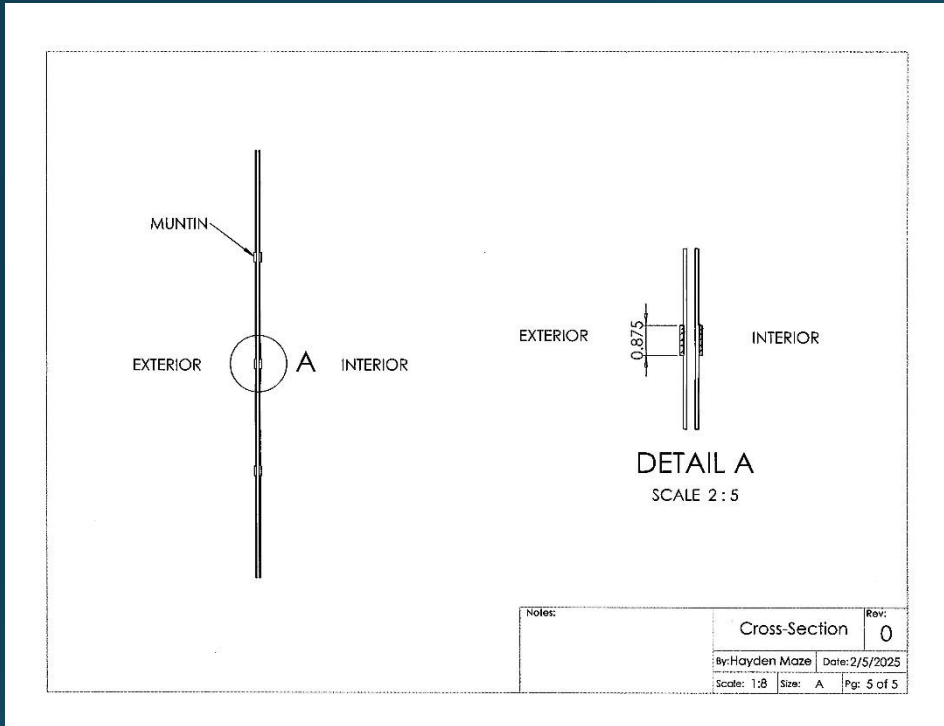 MUNTIN
EXTERIOR
A
INTERIOR
EXTERIOR
0.875
INTERIOR
DETAIL A
SCALE 2 : 5
Notes:
Cross-Section
Rev:
0
By: Hayden Maze
Date: 2/5/2025
Scale: 1:8
Size: A
Pg: 5 of 5